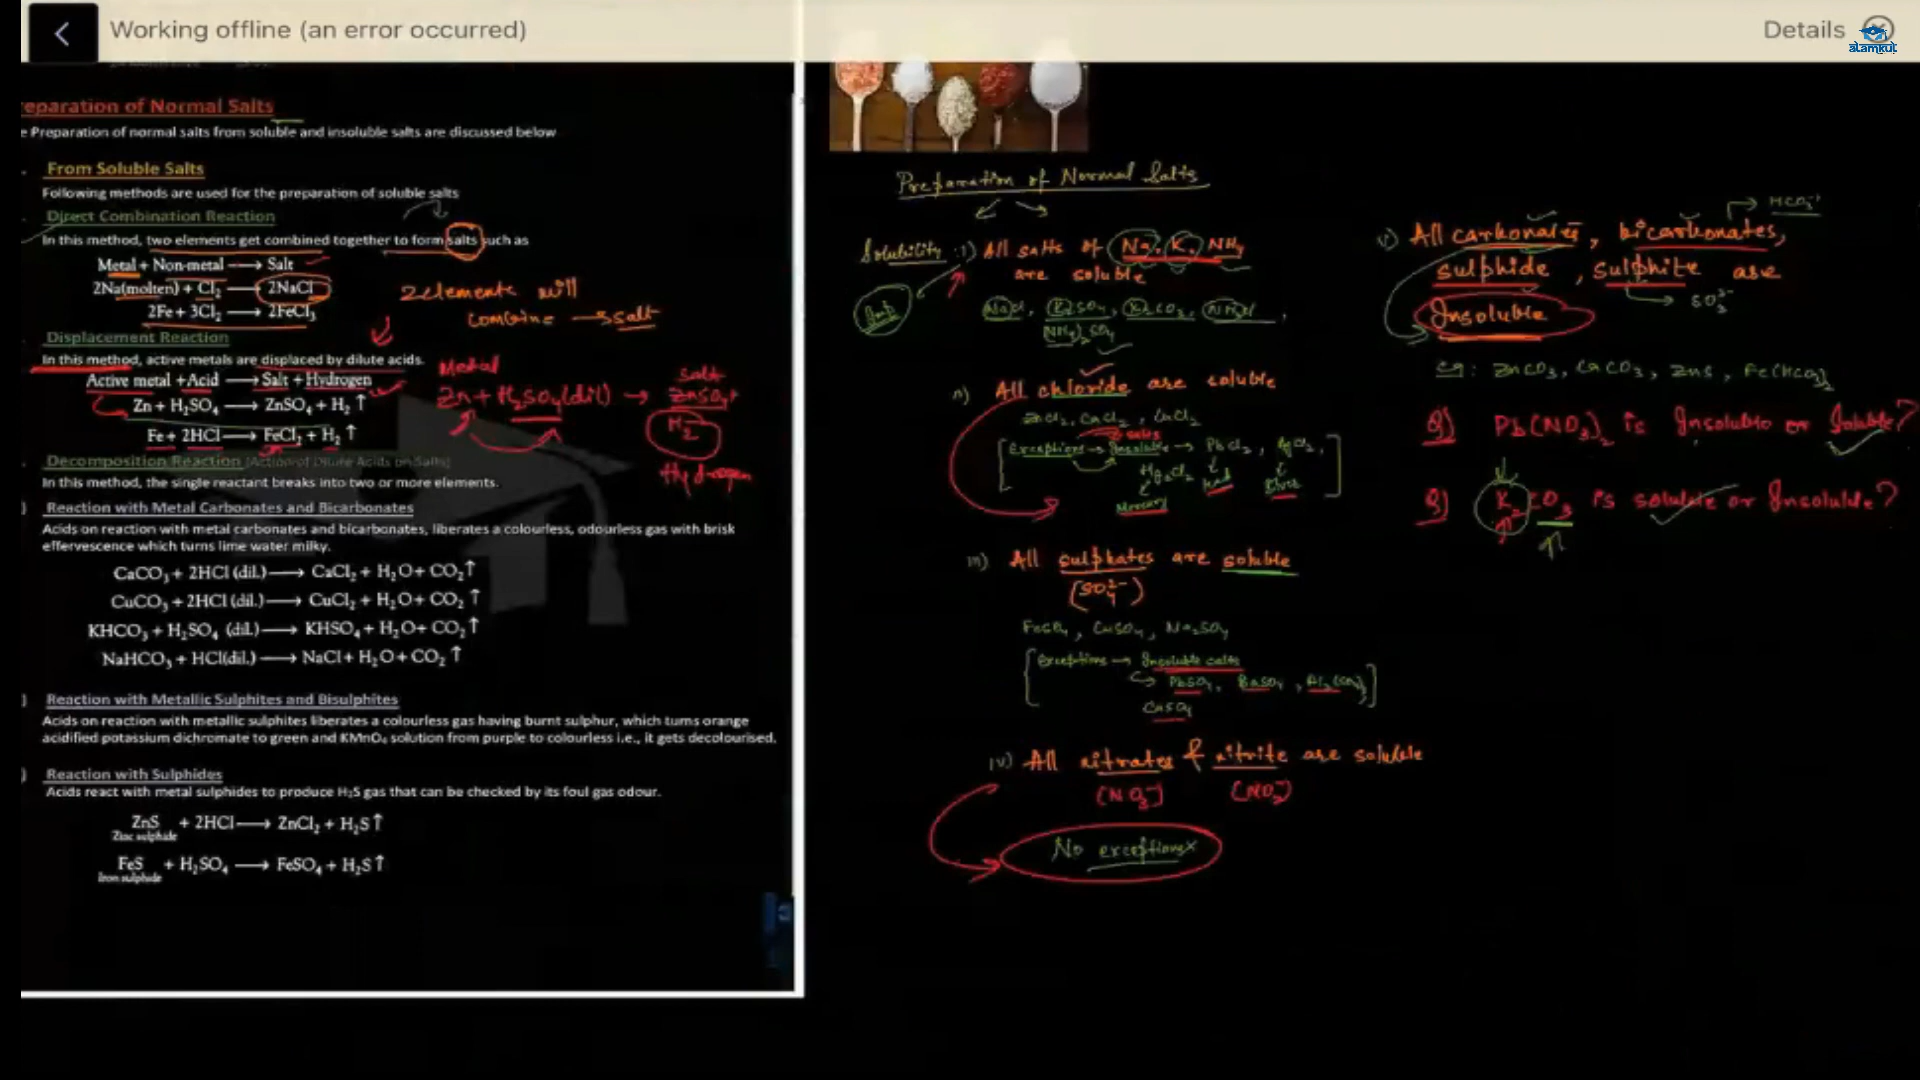 Working offline (an error occurred)
Details
alamkut
eparation of Normal Salts
e Preparation of normal salts from soluble and insoluble salts are discussed below
From Soluble Salts
Following methods are used for the preparation of soluble salts
Direct Combination Reaction
In this method, two elements get combined together to form salts such as
Metal + Non-metal ⟶ Salt
2Na(molten) + Cl₂ ⟶ 2NaCl
2Fe + 3Cl₂ ⟶ 2FeCl₃
2 elements will
combine → salt
Displacement Reaction
In this method, active metals are displaced by dilute acids.
Active metal + Acid ⟶ Salt + Hydrogen
Zn + H₂SO₄ ⟶ ZnSO₄ + H₂ ↑
Fe + 2HCl ⟶ FeCl₂ + H₂ ↑
Metal
Zn + H₂SO₄(dil) → ZnSO₄+
Salt
H₂
Hydrogen
Decomposition Reaction (Action of Dilute Acids on Salts)
In this method, the single reactant breaks into two or more elements.
Reaction with Metal Carbonates and Bicarbonates
Acids on reaction with metal carbonates and bicarbonates, liberates a colourless, odourless gas with brisk
effervescence which turns lime water milky.
CaCO₃ + 2HCl (dil.) ⟶ CaCl₂ + H₂O + CO₂↑
CuCO₃ + 2HCl (dil.) ⟶ CuCl₂ + H₂O + CO₂ ↑
KHCO₃ + H₂SO₄ (dil.) ⟶ KHSO₄ + H₂O + CO₂ ↑
NaHCO₃ + HCl(dil.) ⟶ NaCl + H₂O + CO₂ ↑
Reaction with Metallic Sulphites and Bisulphites
Acids on reaction with metallic sulphites liberates a colourless gas having burnt sulphur, which turns orange
acidified potassium dichromate to green and KMnO₄ solution from purple to colourless i.e., it gets decolourised.
Reaction with Sulphides
Acids react with metal sulphides to produce H₂S gas that can be checked by its foul gas odour.
ZnS + 2HCl ⟶ ZnCl₂ + H₂S↑
Zinc sulphide
FeS + H₂SO₄ ⟶ FeSO₄ + H₂S↑
Iron sulphide
Preparation of Normal Salts
Solubility :i) All salts of Na, K, NH₄
are soluble
Imp
NaCl, K₂SO₄, K₂CO₃, NH₄Cl,
(NH₄)₂SO₄
ii) All chloride are soluble
ZnCl₂, CaCl₂, CuCl₂
Exceptions → Insoluble salts → PbCl₂, AgCl₂,
Hg₂Cl₂
Lead
Silver
Mercury
iii) All sulphates are soluble
(SO₄²⁻)
FeSO₄, CuSO₄, Na₂SO₄
Exceptions → Insoluble salts
PbSO₄, BaSO₄,
CaSO₄
iv) All nitrates & nitrite are soluble
(NO₃⁻) (NO₂⁻)
No exceptions
v) All carbonates, bicarbonates,
HCO₃⁻
sulphide, sulphite are
SO₃²⁻
Insoluble
eg: ZnCO₃, CaCO₃, ZnS, Fe(HCO₃)₂
Q) Pb(NO₃)₂ is Insoluble or Soluble?
Q) K₂CO₃ is soluble or Insoluble?